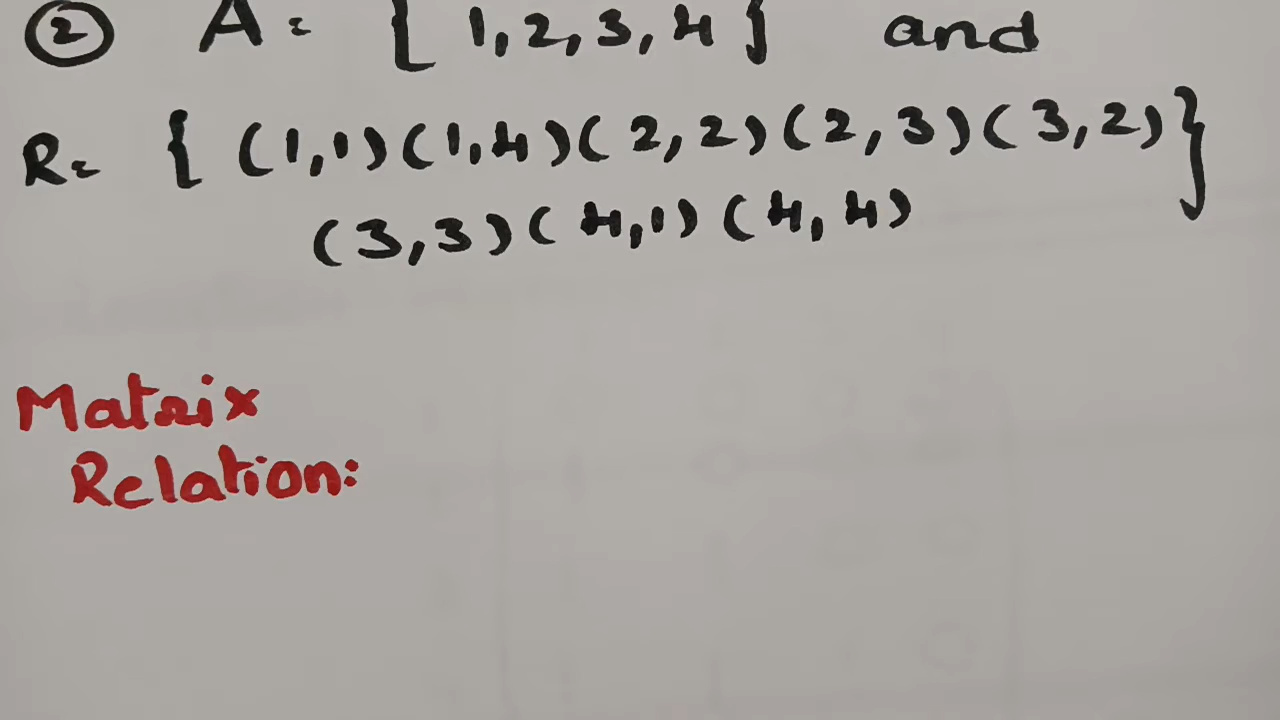 ② A = { 1, 2, 3, 4 } and
R = { (1,1) (1,4) (2,2) (2,3) (3,2) }
(3,3) (4,1) (4,4)
Matrix
Relation: